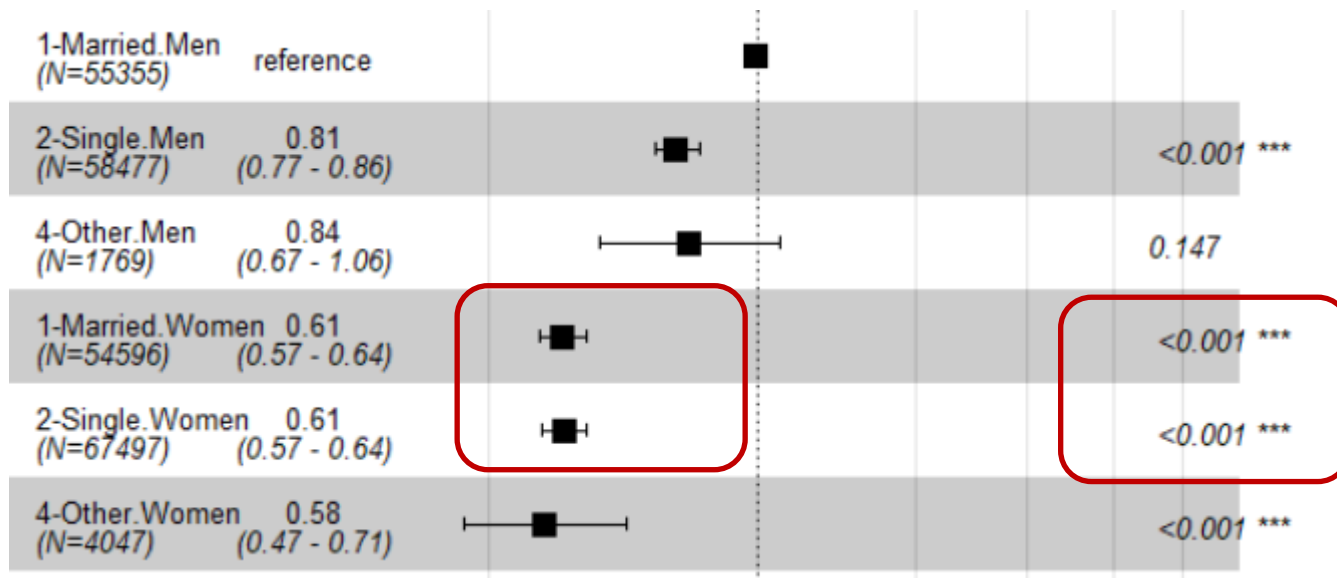 1-Married.Men
(N=55355)
reference
2-Single.Men 0.81
(N=58477) (0.77 - 0.86)
<0.001 ***
4-Other.Men 0.84
(N=1769) (0.67 - 1.06)
0.147
1-Married.Women 0.61
(N=54596) (0.57 - 0.64)
<0.001 ***
2-Single.Women 0.61
(N=67497) (0.57 - 0.64)
<0.001 ***
4-Other.Women 0.58
(N=4047) (0.47 - 0.71)
<0.001 ***